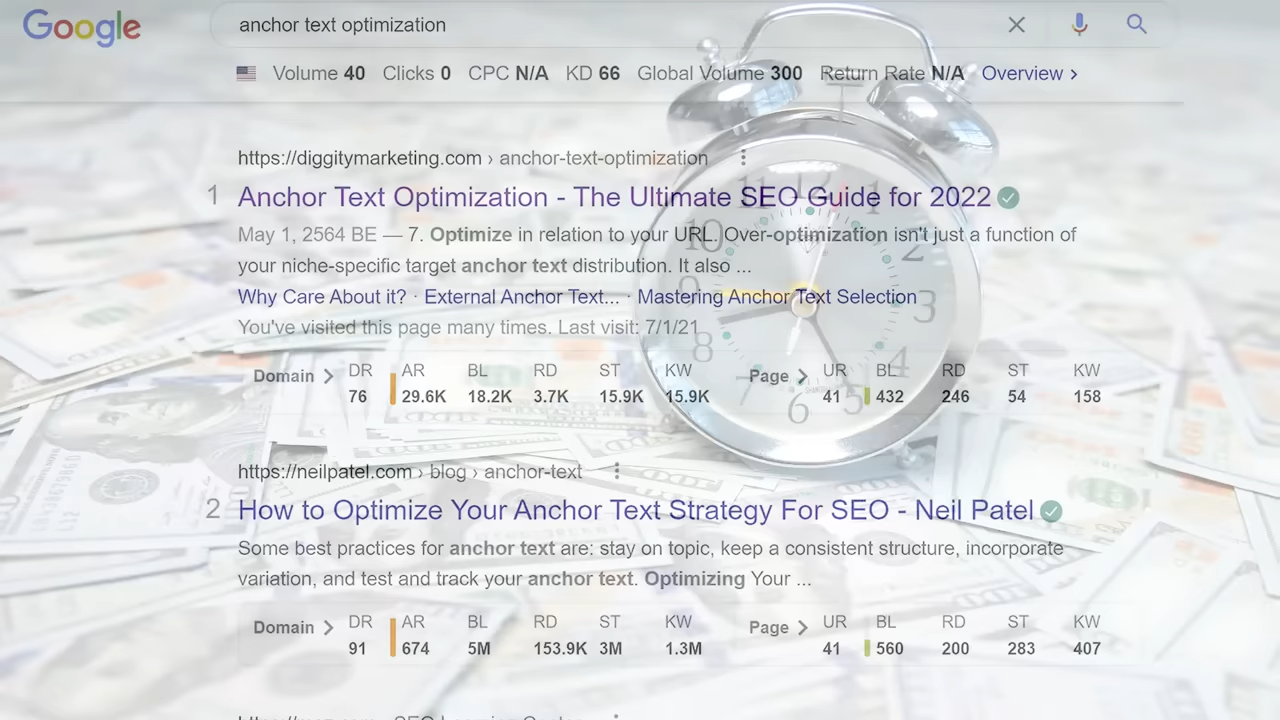 Google
anchor text optimization
Volume 40 Clicks 0 CPC N/A KD 66 Global Volume 300 Return Rate N/A Overview ›
https://diggitymarketing.com › anchor-text-optimization
1 Anchor Text Optimization - The Ultimate SEO Guide for 2022
May 1, 2564 BE — 7. Optimize in relation to your URL. Over-optimization isn't just a function of
your niche-specific target anchor text distribution. It also ...
Why Care About it? · External Anchor Text... · Mastering Anchor Text Selection
You've visited this page many times. Last visit: 7/1/21
Domain > DR AR BL RD ST KW Page > UR BL RD ST KW
76 29.6K 18.2K 3.7K 15.9K 15.9K 41 432 246 54 158
https://neilpatel.com › blog › anchor-text
2 How to Optimize Your Anchor Text Strategy For SEO - Neil Patel
Some best practices for anchor text are: stay on topic, keep a consistent structure, incorporate
variation, and test and track your anchor text. Optimizing Your ...
Domain > DR AR BL RD ST KW Page > UR BL RD ST KW
91 674 5M 153.9K 3M 1.3M 41 560 200 283 407